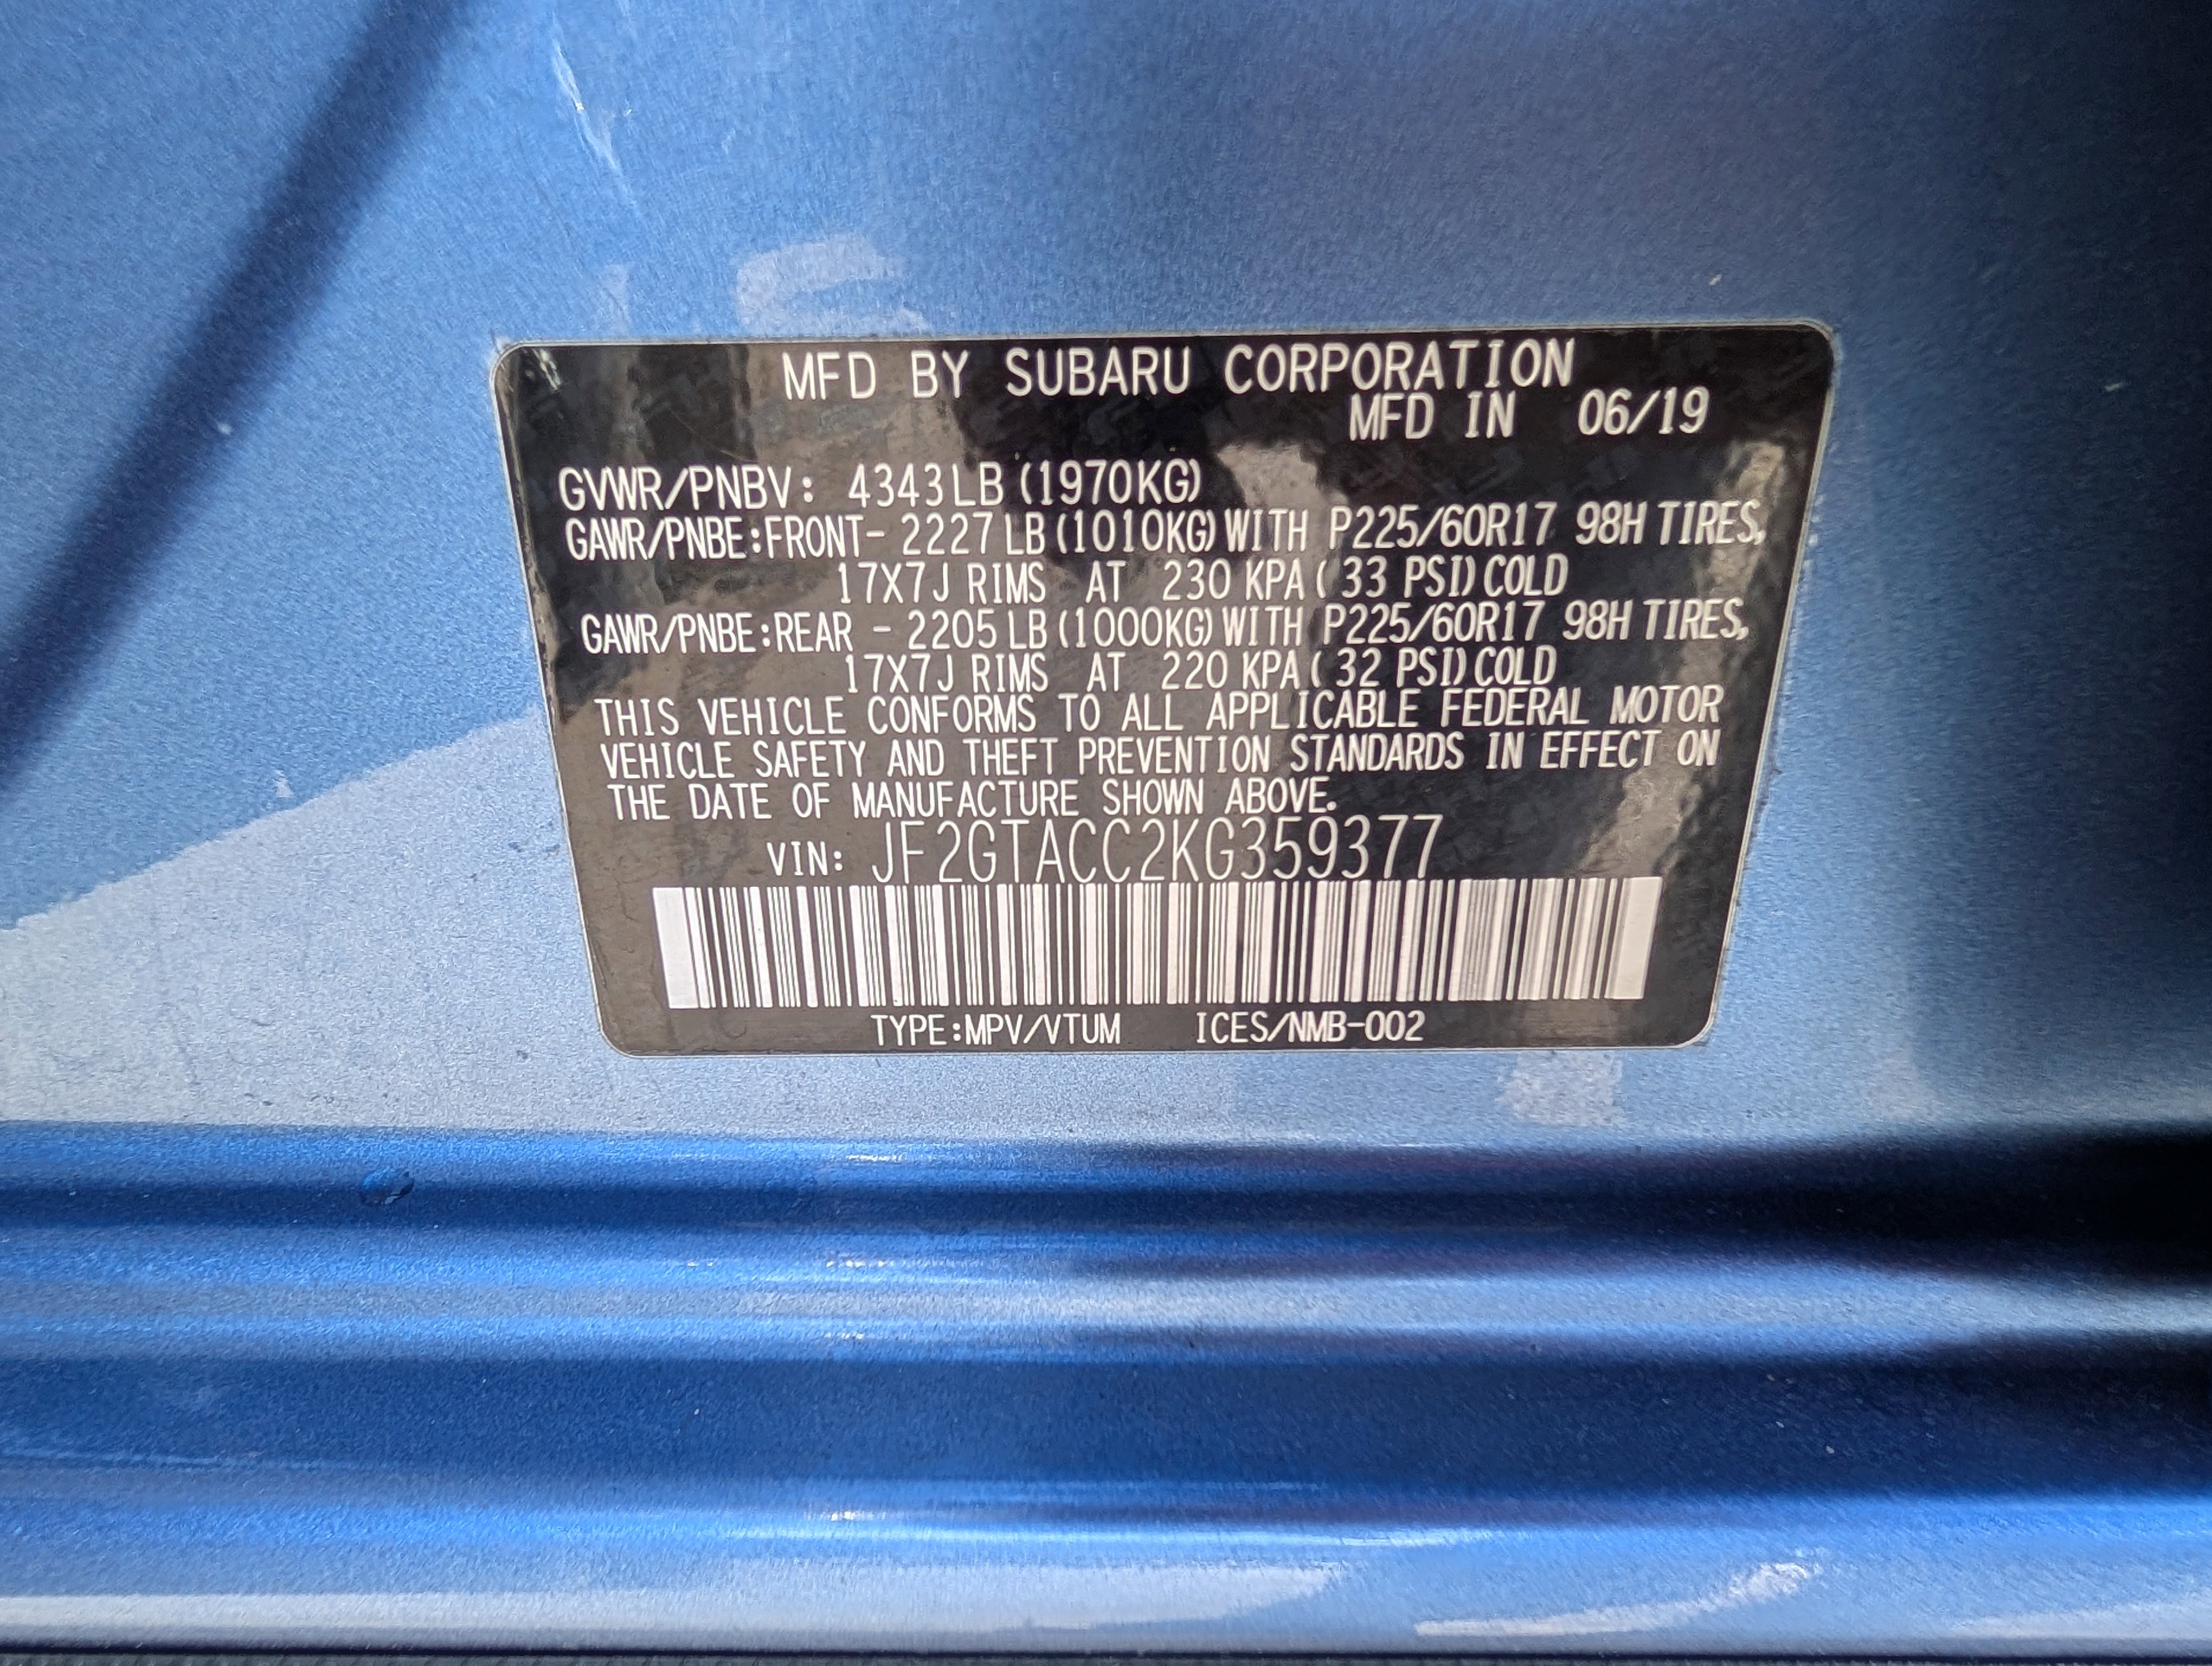 MFD BY SUBARU CORPORATION
MFD IN 06/19
GVWR/PNBV: 4343LB (1970KG)
GAWR/PNBE:FRONT- 2227 LB (1010KG) WITH P225/60R17 98H TIRES,
17X7J RIMS AT 230 KPA ( 33 PSI) COLD
GAWR/PNBE:REAR - 2205 LB (1000KG) WITH P225/60R17 98H TIRES,
17X7J RIMS AT 220 KPA ( 32 PSI) COLD
THIS VEHICLE CONFORMS TO ALL APPLICABLE FEDERAL MOTOR
VEHICLE SAFETY AND THEFT PREVENTION STANDARDS IN EFFECT ON
THE DATE OF MANUFACTURE SHOWN ABOVE.
VIN: JF2GTACC2KG359377
TYPE:MPV/VTUM ICES/NMB-002